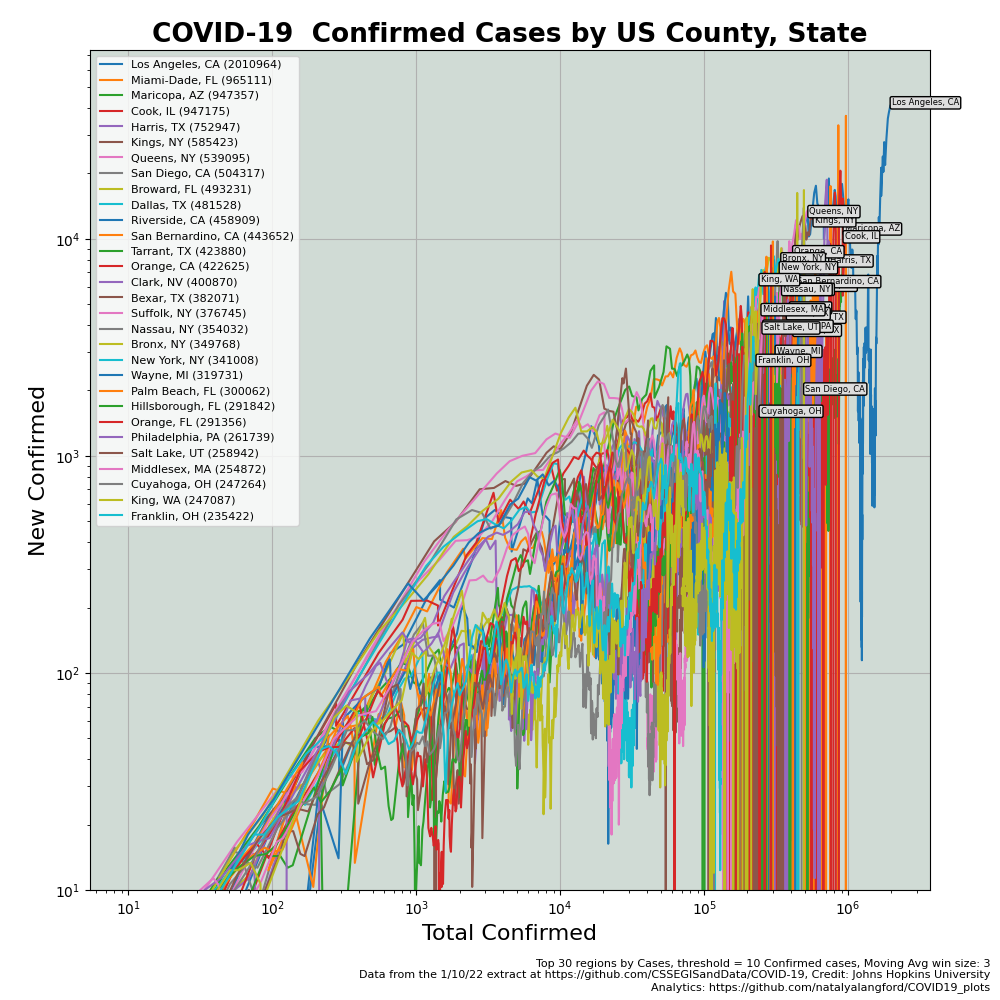 COVID-19  Confirmed Cases by US County, State
Los Angeles, CA (2010964)
Miami-Dade, FL (965111)
Maricopa, AZ (947357)
Cook, IL (947175)
Harris, TX (752947)
Kings, NY (585423)
Queens, NY (539095)
San Diego, CA (504317)
Broward, FL (493231)
Dallas, TX (481528)
Riverside, CA (458909)
San Bernardino, CA (443652)
Tarrant, TX (423880)
Orange, CA (422625)
Clark, NV (400870)
Bexar, TX (382071)
Suffolk, NY (376745)
Nassau, NY (354032)
Bronx, NY (349768)
New York, NY (341008)
Wayne, MI (319731)
Palm Beach, FL (300062)
Hillsborough, FL (291842)
Orange, FL (291356)
Philadelphia, PA (261739)
Salt Lake, UT (258942)
Middlesex, MA (254872)
Cuyahoga, OH (247264)
King, WA (247087)
Franklin, OH (235422)
Los Angeles, CA
Queens, NY
Kings, NY
Maricopa, AZ
Cook, IL
Orange, CA
Bronx, NY
Harris, TX
New York, NY
King, WA
San Bernardino, CA
Nassau, NY
Middlesex, MA
TX
Salt Lake, UT
PA
Wayne, MI
Franklin, OH
San Diego, CA
Cuyahoga, OH
New Confirmed
10⁴
10³
10²
10¹
10¹
10²
10³
10⁴
10⁵
10⁶
Total Confirmed
Top 30 regions by Cases, threshold = 10 Confirmed cases, Moving Avg win size: 3
Data from the 1/10/22 extract at https://github.com/CSSEGISandData/COVID-19, Credit: Johns Hopkins University
Analytics: https://github.com/natalyalangford/COVID19_plots